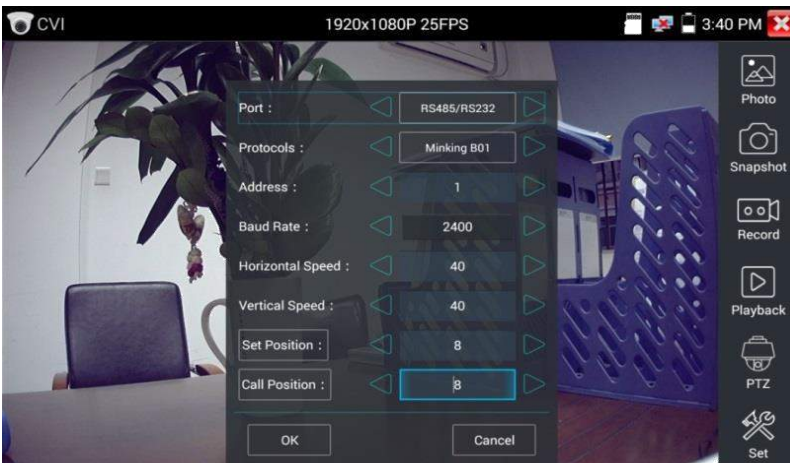 CVI 1920x1080P 25FPS 3:40 PM
Port : RS485/RS232
Protocols : Minking B01
Address : 1
Baud Rate : 2400
Horizontal Speed : 40
Vertical Speed : 40
Set Position : 8
Call Position : 8
OK Cancel
Photo
Snapshot
Record
Playback
PTZ
Set